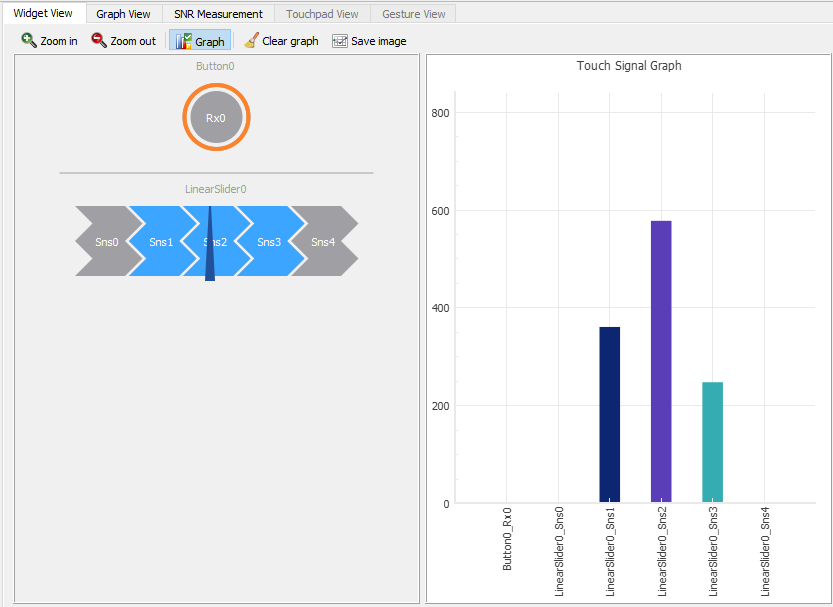 Widget View Graph View SNR Measurement Touchpad View Gesture View
Zoom in Zoom out Graph Clear graph Save image
Button0
Rx0
LinearSlider0
Sns0 Sns1 Sns2 Sns3 Sns4
Touch Signal Graph
800
600
400
200
0
Button0_Rx0
LinearSlider0_Sns0
LinearSlider0_Sns1
LinearSlider0_Sns2
LinearSlider0_Sns3
LinearSlider0_Sns4